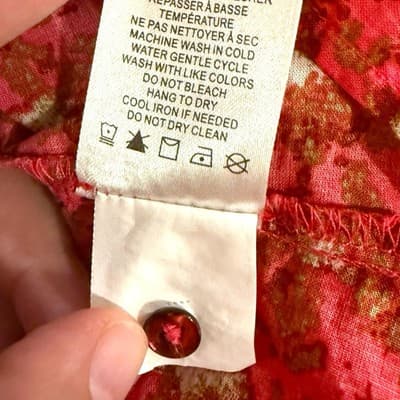 REPASSER À BASSE
TEMPÉRATURE
NE PAS NETTOYER À SEC
MACHINE WASH IN COLD
WATER GENTLE CYCLE
WASH WITH LIKE COLORS
DO NOT BLEACH
HANG TO DRY
COOL IRON IF NEEDED
DO NOT DRY CLEAN